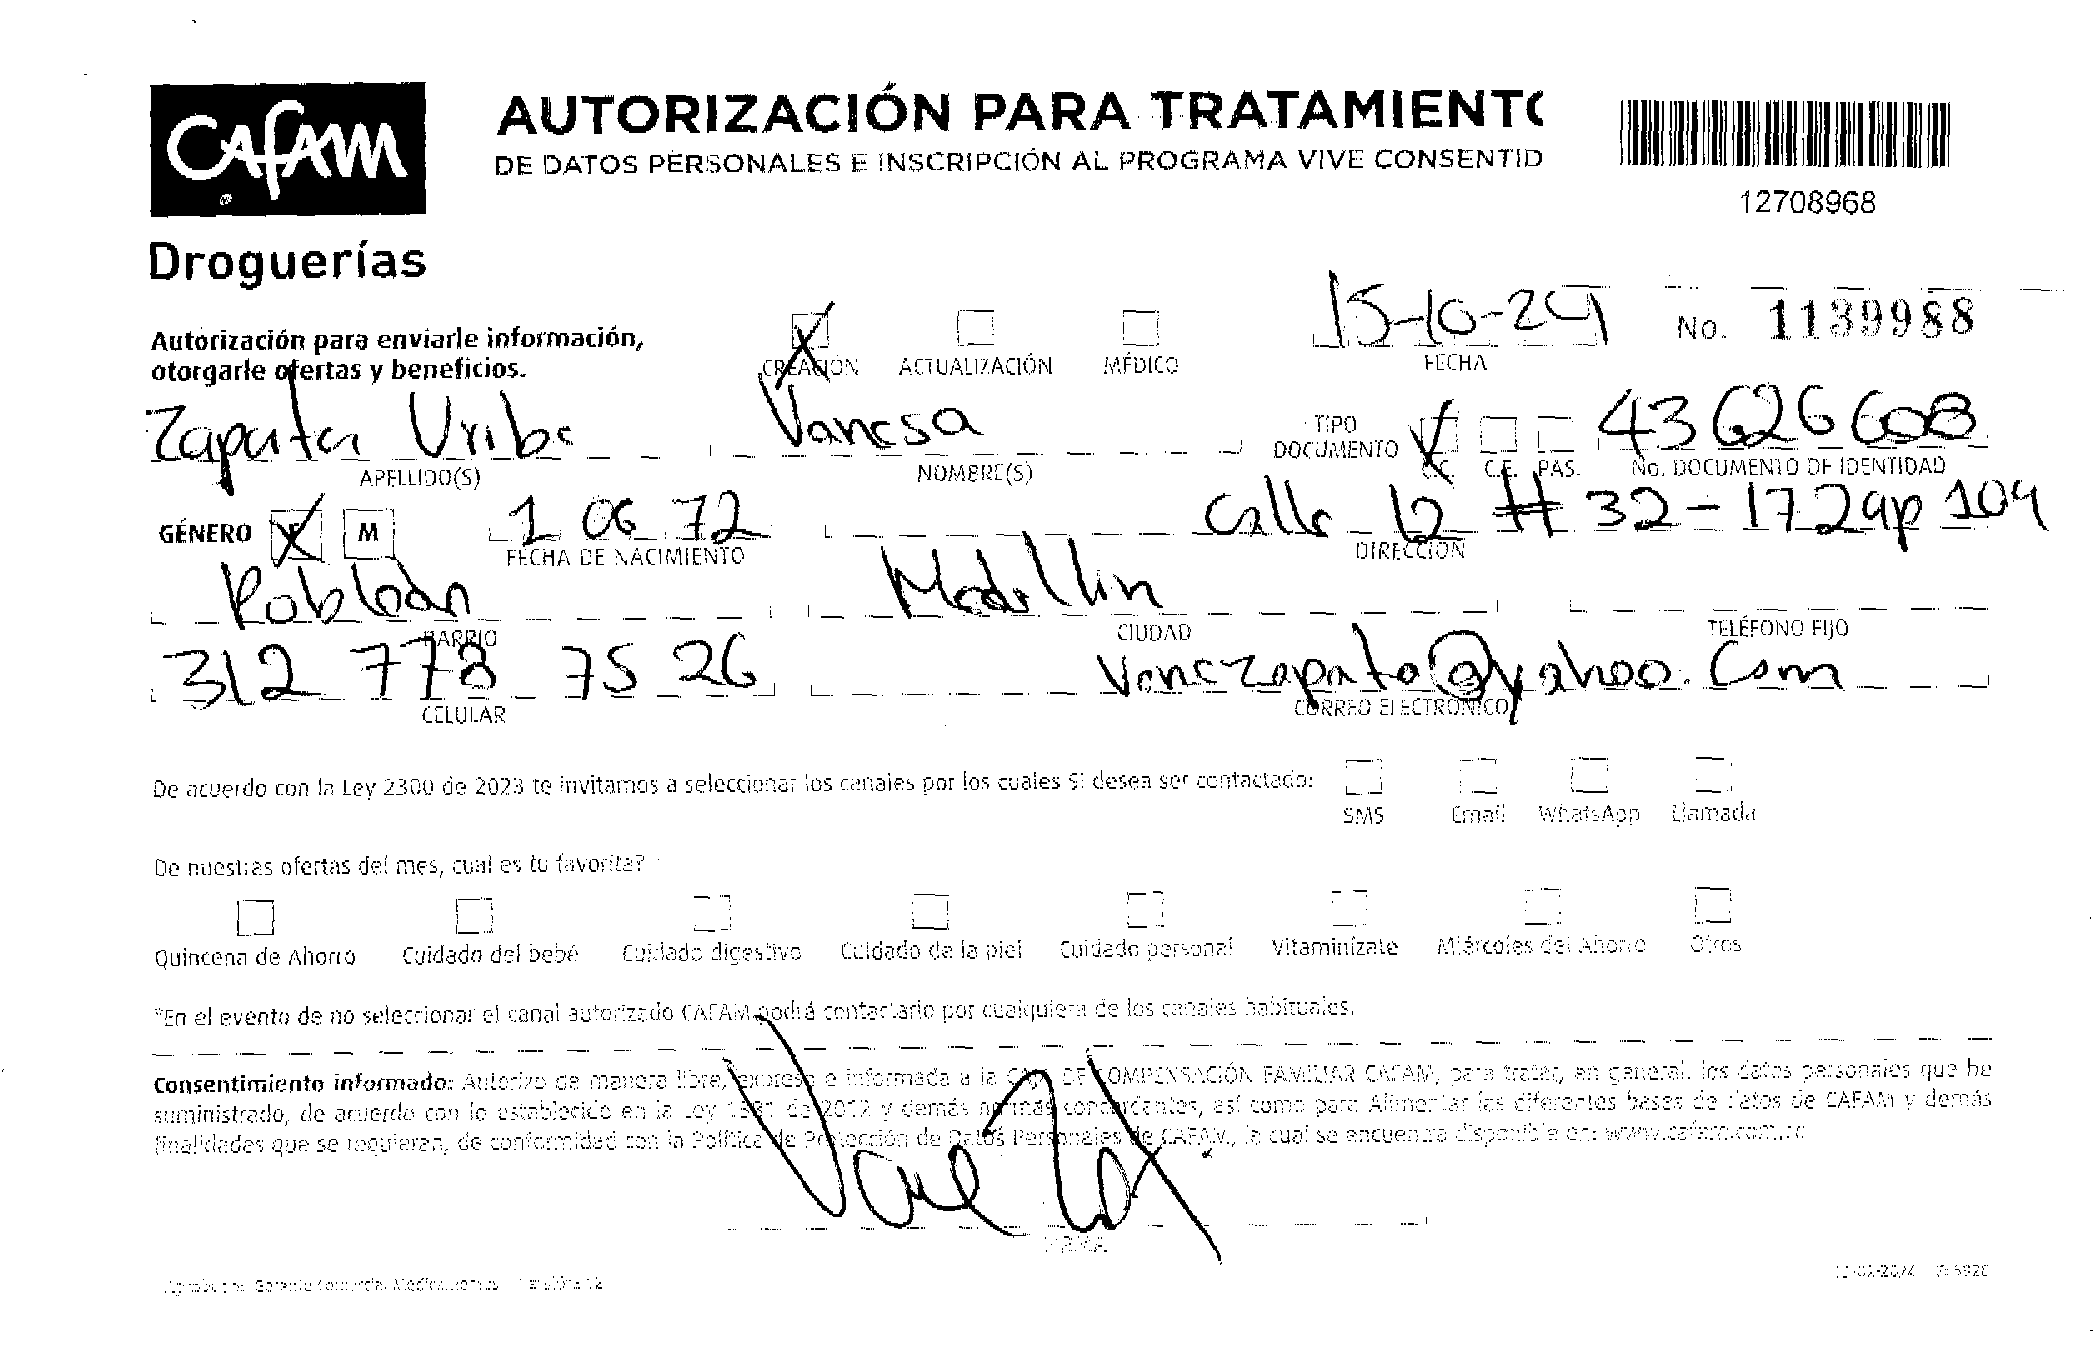 Cafam
Droguerías
AUTORIZACIÓN PARA TRATAMIENTO
DE DATOS PERSONALES E INSCRIPCIÓN AL PROGRAMA VIVE CONSENTID
12708968
Autorización para enviarle información,
otorgarle ofertas y beneficios.
CREACIÓN ACTUALIZACIÓN MÉDICO
15-10-24
FECHA
No. 1139988
Zapata Uribe Vanesa
APELLIDO(S) NOMBRE(S)
TIPO
DOCUMENTO
C.C. C.E. PAS.
43626608
No. DOCUMENTO DE IDENTIDAD
GÉNERO F M
1 06 72
FECHA DE NACIMIENTO
Calle 12 # 32-172 ap 104
DIRECCIÓN
Medellin
BARRIO CIUDAD TELÉFONO FIJO
312 778 75 26
CELULAR
Vanezapata@yahoo.com
CORREO ELECTRÓNICO
De acuerdo con la Ley 2300 de 2023 te invitamos a seleccionar los canales por los cuales Si desea ser contactado:
SMS Email WhatsApp Llamada
De nuestras ofertas del mes, cual es tu favorita?
Quincena de Ahorro Cuidado del bebé Cuidado digestivo Cuidado de la piel Cuidado personal Vitaminízate Miércoles del Ahorro Otros
*En el evento de no seleccionar el canal autorizado CAFAM podrá contactarlo por cualquiera de los canales habituales.
Consentimiento informado: Autorizo de manera libre, expresa e informada a la CAJA DE COMPENSACIÓN FAMILIAR CAFAM, para tratar, en general, los datos personales que he
suministrado, de acuerdo con lo establecido en la Ley 1581 de 2012 y demás normas concordantes, así como para Alimentar las diferentes bases de datos de CAFAM y demás
finalidades que se requieran, de conformidad con la Política de Protección de Datos Personales de CAFAM., la cual se encuentra disponible en: www.cafam.com.co
FIRMA